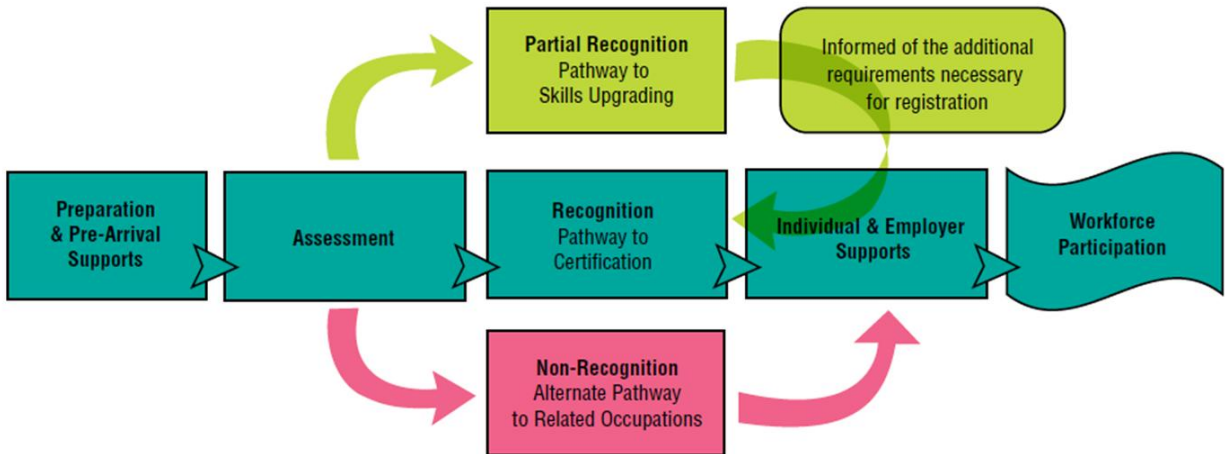 Partial Recognition
Pathway to
Skills Upgrading
Informed of the additional
requirements necessary
for registration
Preparation
& Pre-Arrival
Supports
Assessment
Recognition
Pathway to
Certification
Individual & Employer
Supports
Workforce
Participation
Non-Recognition
Alternate Pathway
to Related Occupations